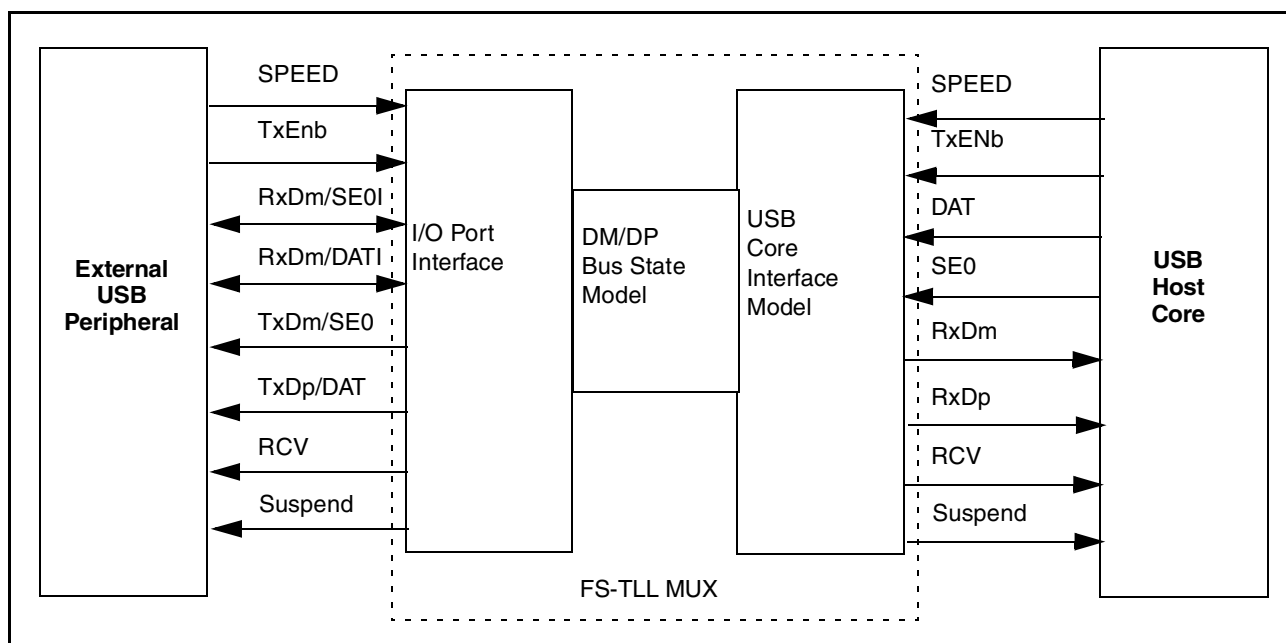 External
USB
Peripheral
SPEED
TxEnb
RxDm/SE0I
RxDm/DATI
TxDm/SE0
TxDp/DAT
RCV
Suspend
I/O Port
Interface
DM/DP
Bus State
Model
USB
Core
Interface
Model
FS-TLL MUX
SPEED
TxENb
DAT
SE0
RxDm
RxDp
RCV
Suspend
USB
Host
Core